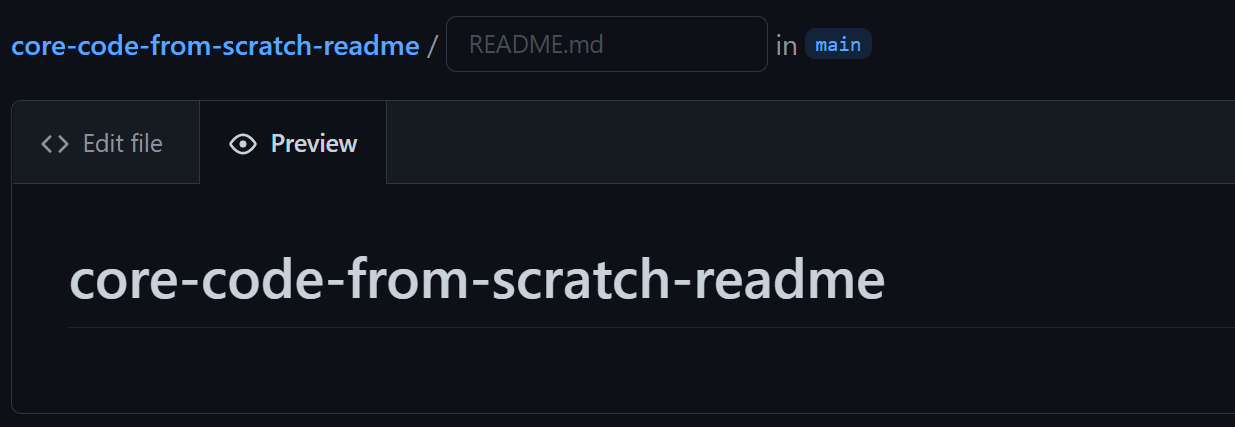 core-code-from-scratch-readme / README.md in main
Edit file Preview
core-code-from-scratch-readme